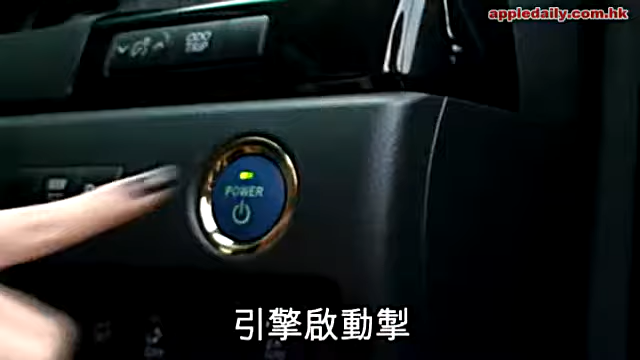 appledaily.com.hk
ODO
TRIP
POWER
引擎啟動掣